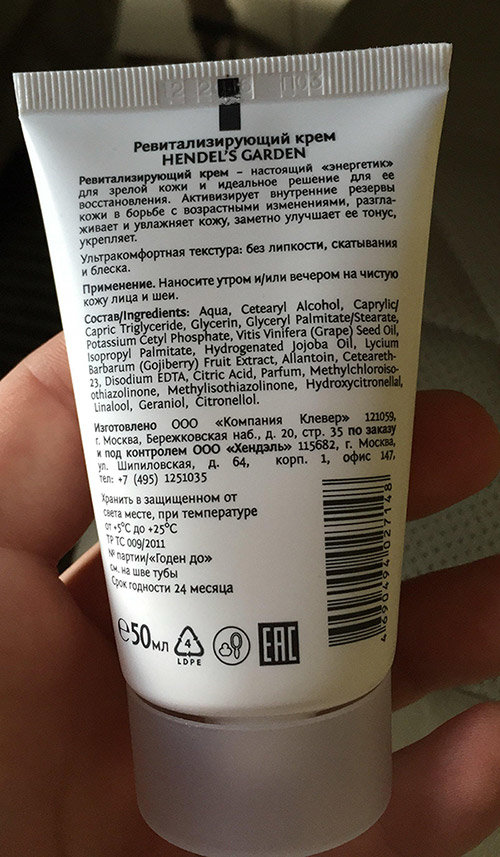 Ревитализирующий крем
HENDEL'S GARDEN
Ревитализирующий крем – настоящий «энергетик»
для зрелой кожи и идеальное решение для ее
восстановления. Активизирует внутренние резервы
кожи в борьбе с возрастными изменениями, разгла-
живает и увлажняет кожу, заметно улучшает ее тонус,
укрепляет.
Ультракомфортная текстура: без липкости, скатывания
и блеска.
Применение. Наносите утром и/или вечером на чистую
кожу лица и шеи.
Состав/Ingredients: Aqua, Cetearyl Alcohol, Caprylic/
Capric Triglyceride, Glycerin, Glyceryl Palmitate/Stearate,
Potassium Cetyl Phosphate, Vitis Vinifera (Grape) Seed Oil,
Isopropyl Palmitate, Hydrogenated Jojoba Oil, Lycium
Barbarum (Gojiberry) Fruit Extract, Allantoin, Ceteareth-
23, Disodium EDTA, Citric Acid, Parfum, Methylchloroiso-
othiazolinone, Methylisothiazolinone, Hydroxycitronellal,
Linalool, Geraniol, Citronellol.
Изготовлено ООО «Компания Клевер» 121059,
г. Москва, Бережковская наб., д. 20, стр. 35 по заказу
и под контролем ООО «Хендэль» 115682, г. Москва,
ул. Шипиловская, д. 64, корп. 1, офис 147,
тел: +7 (495) 1251035
Хранить в защищенном от
света месте, при температуре
от +5°C до +25°C
ТР ТС 009/2011
№ партии/«Годен до»
см. на шве тубы
Срок годности 24 месяца
4690494027148
℮50мл
4
LDPE
EAC